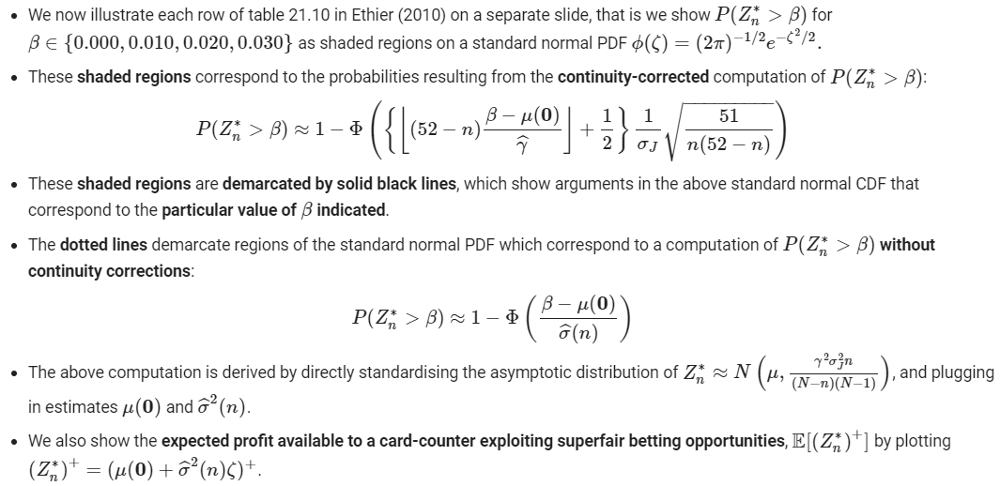 • We now illustrate each row of table 21.10 in Ethier (2010) on a separate slide, that is we show $P(Z_n^* > \beta)$ for
$\beta \in \{0.000, 0.010, 0.020, 0.030\}$ as shaded regions on a standard normal PDF $\phi(\zeta) = (2\pi)^{-1/2} e^{-\zeta^2/2}$.
• These shaded regions correspond to the probabilities resulting from the continuity-corrected computation of $P(Z_n^* > \beta)$:
$P(Z_n^* > \beta) \approx 1 - \Phi\left(\left\{\left\lfloor (52-n)\frac{\beta - \mu(\mathbf{0})}{\widehat{\gamma}} \right\rfloor + \frac{1}{2}\right\} \frac{1}{\sigma_J} \sqrt{\frac{51}{n(52-n)}}\right)$
• These shaded regions are demarcated by solid black lines, which show arguments in the above standard normal CDF that
correspond to the particular value of $\beta$ indicated.
• The dotted lines demarcate regions of the standard normal PDF which correspond to a computation of $P(Z_n^* > \beta)$ without
continuity corrections:
$P(Z_n^* > \beta) \approx 1 - \Phi\left(\frac{\beta - \mu(\mathbf{0})}{\widehat{\sigma}(n)}\right)$
• The above computation is derived by directly standardising the asymptotic distribution of $Z_n^* \approx N\left(\mu, \frac{\gamma^2 \sigma_J^2 n}{(N-n)(N-1)}\right)$, and plugging
in estimates $\mu(\mathbf{0})$ and $\widehat{\sigma}^2(n)$.
• We also show the expected profit available to a card-counter exploiting superfair betting opportunities, $\mathbb{E}[(Z_n^*)^+]$ by plotting
$(Z_n^*)^+ = (\mu(\mathbf{0}) + \widehat{\sigma}^2(n)\zeta)^+$.